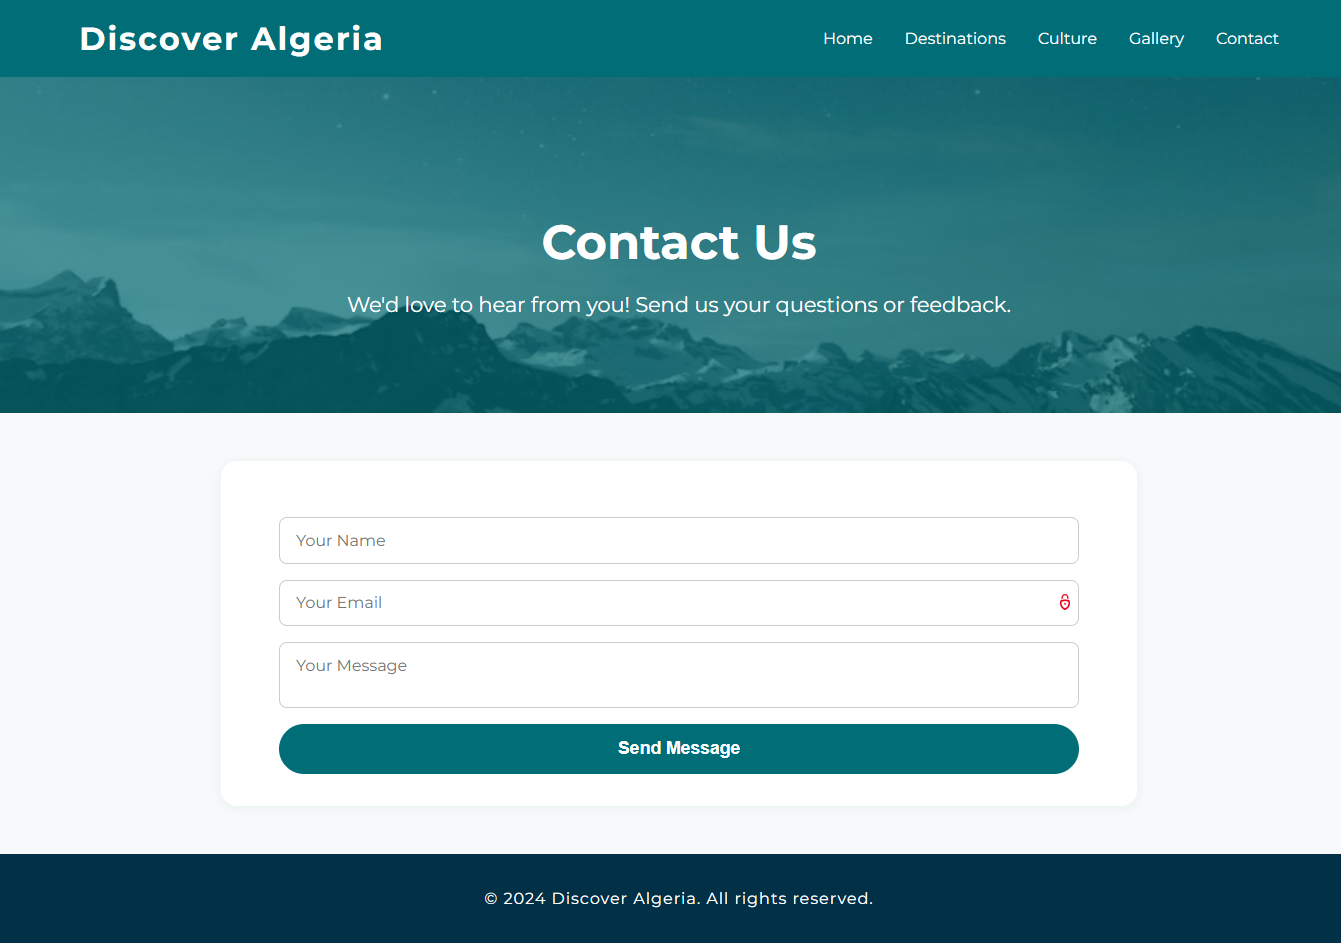 Discover Algeria
Home Destinations Culture Gallery Contact
Contact Us
We'd love to hear from you! Send us your questions or feedback.
Your Name
Your Email
Your Message
Send Message
© 2024 Discover Algeria. All rights reserved.